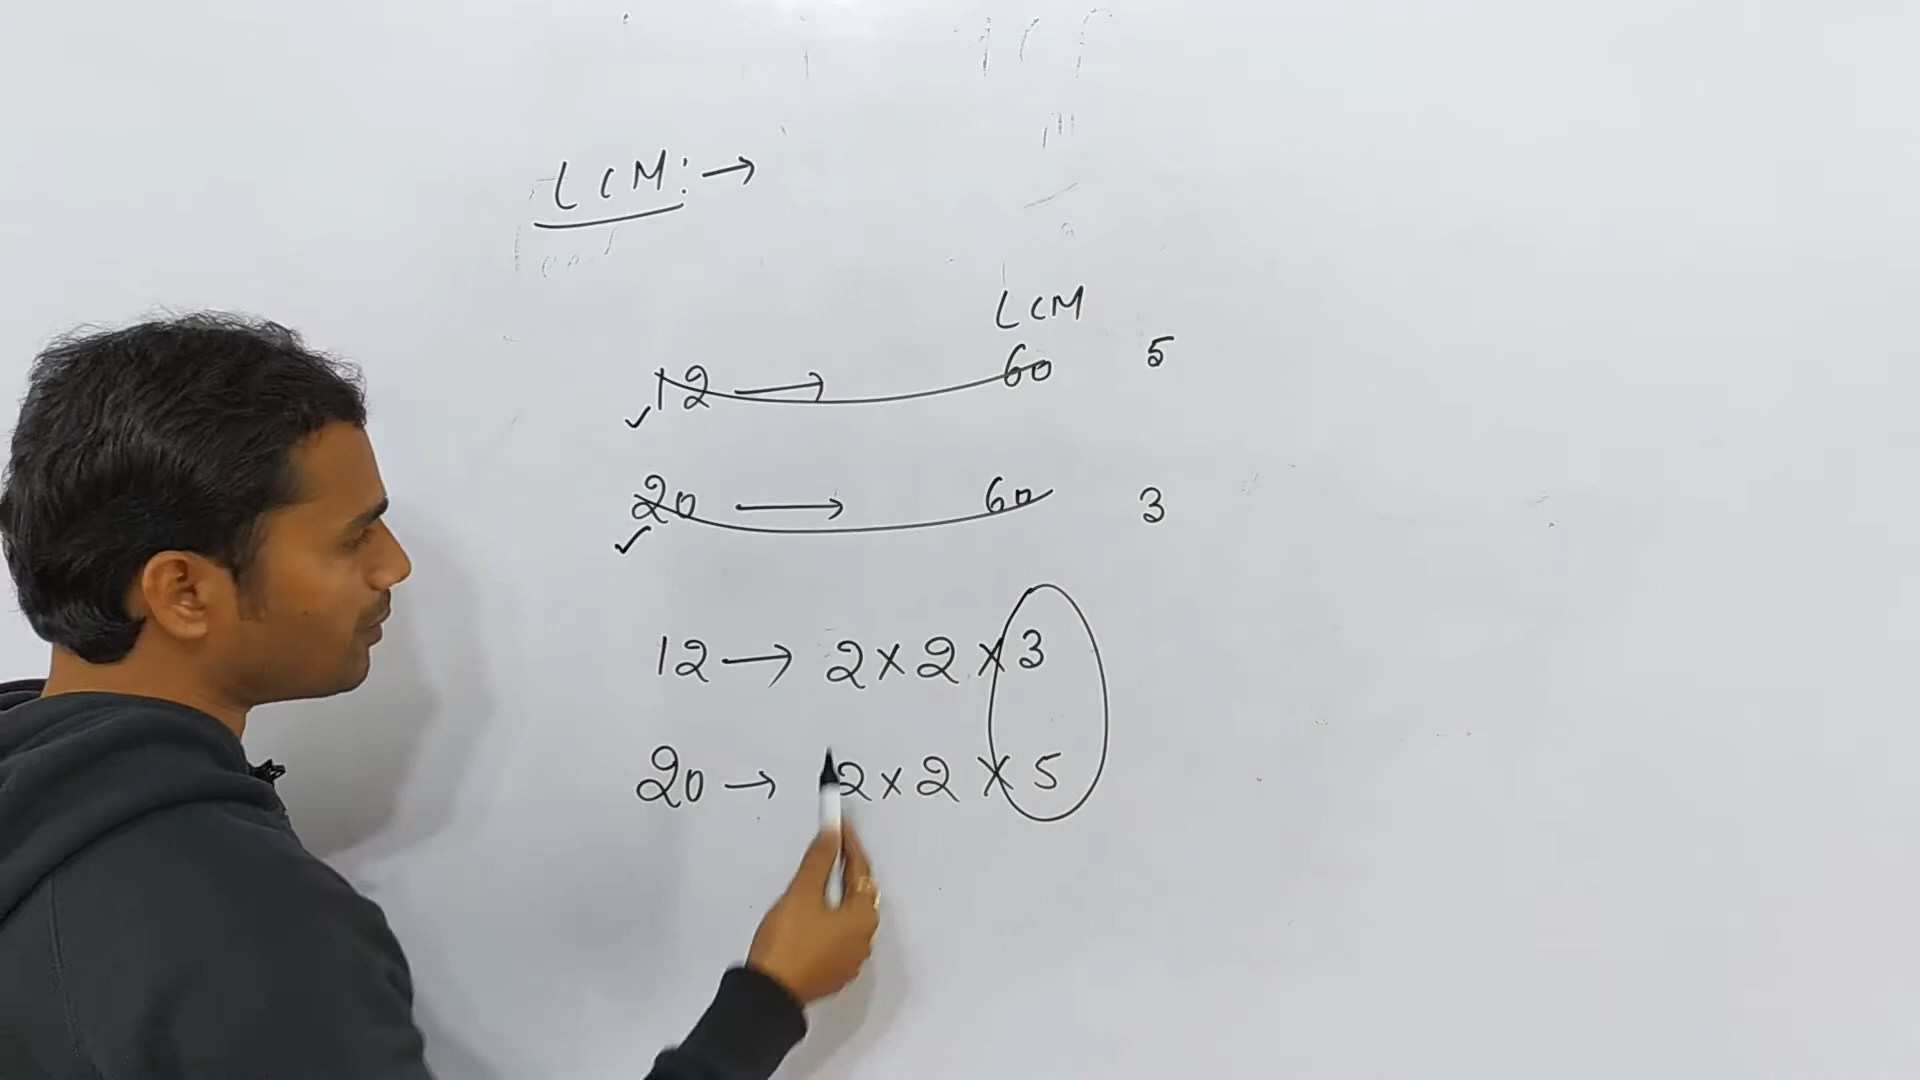 LCM: →
LCM
12 → 60 5
20 → 60 3
12 → 2 × 2 × 3
20 → 2 × 2 × 5